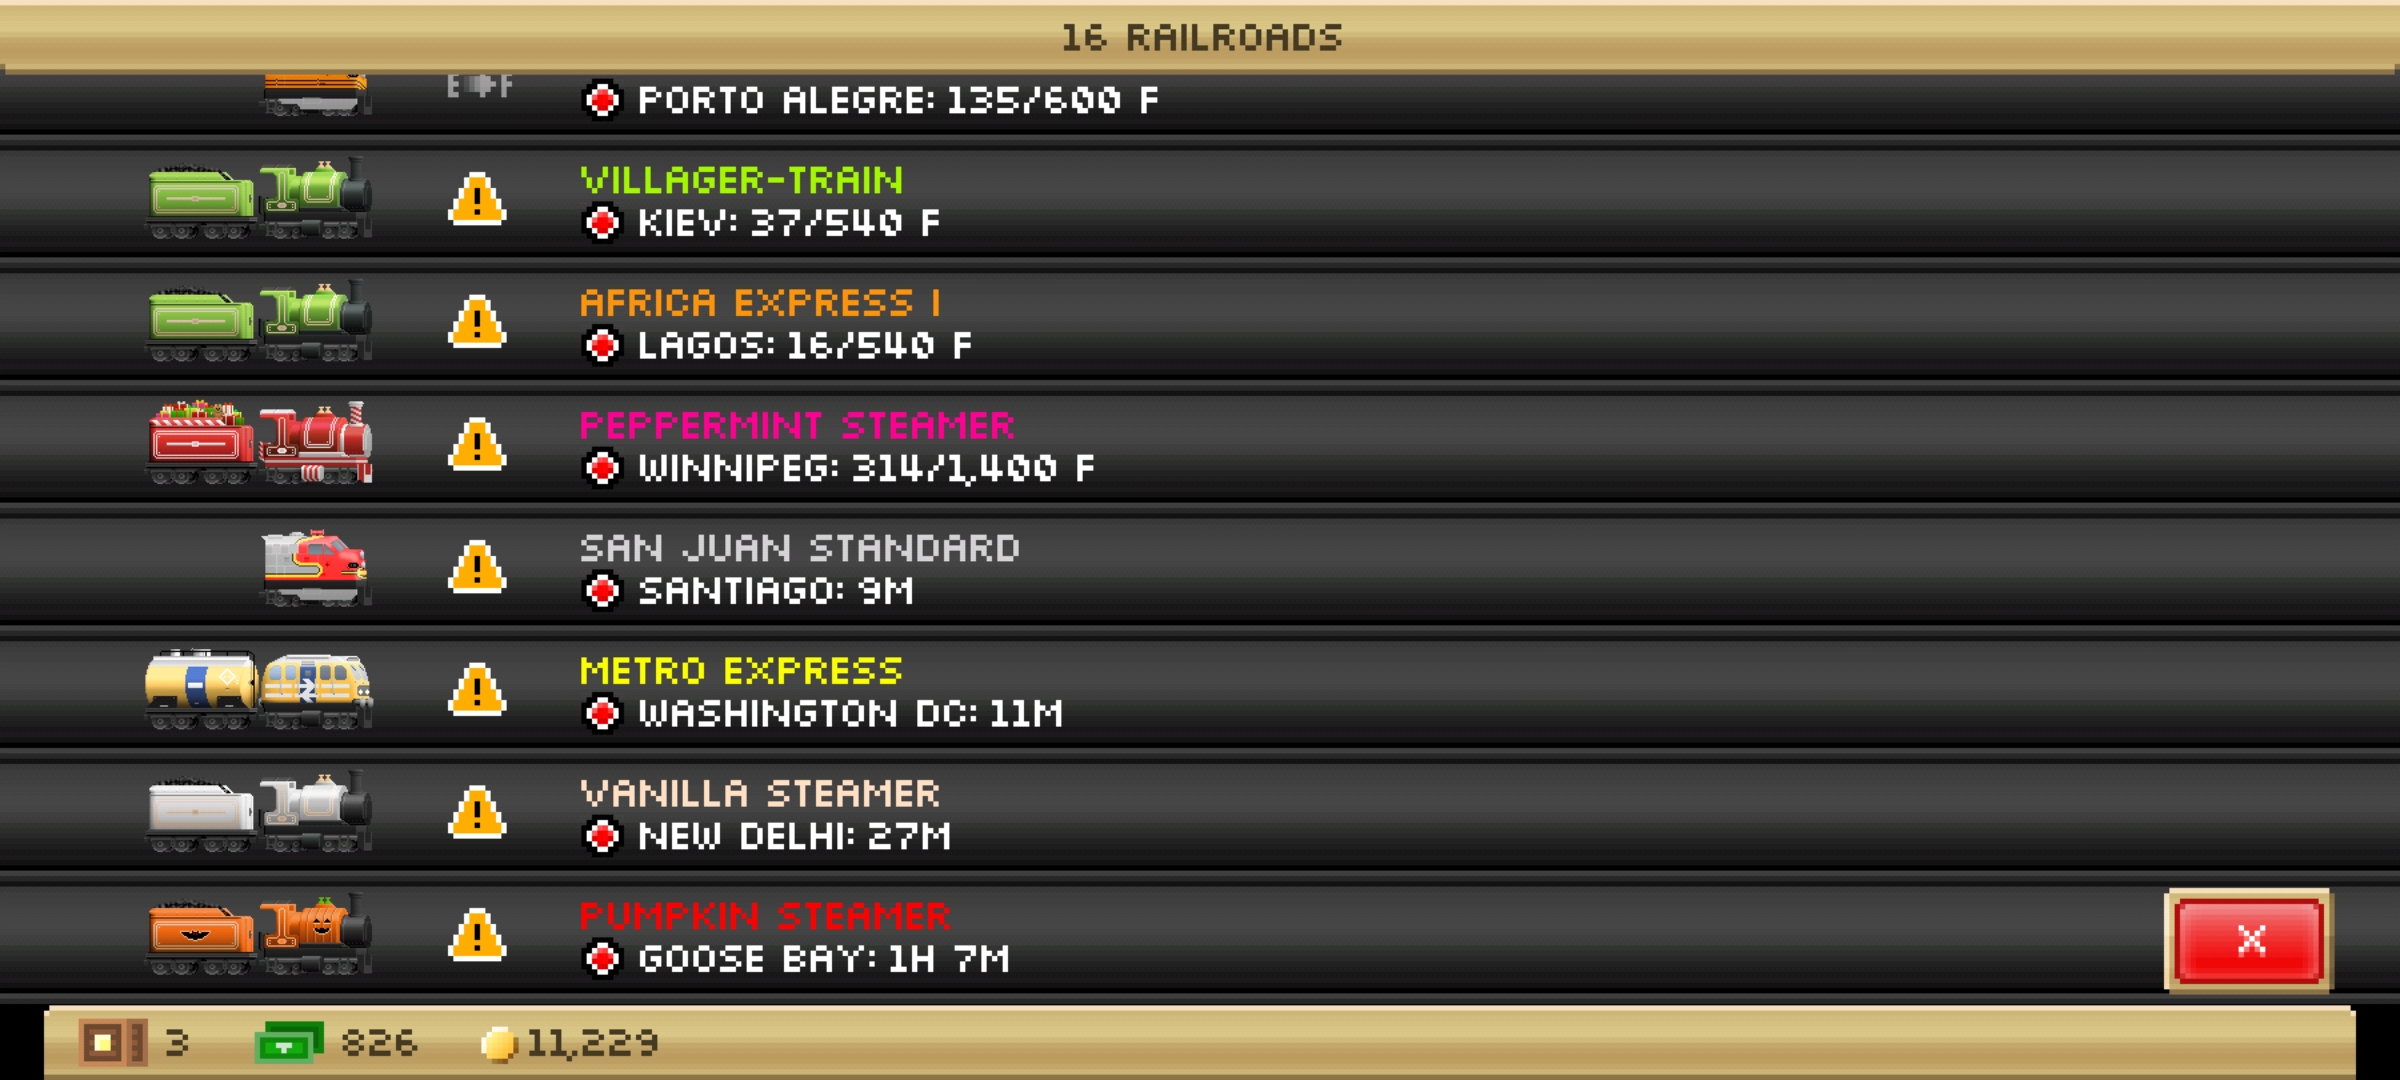 16 RAILROADS
E F
PORTO ALEGRE: 135/600 F
VILLAGER-TRAIN
KIEV: 37/540 F
AFRICA EXPRESS I
LAGOS: 16/540 F
PEPPERMINT STEAMER
WINNIPEG: 314/1,400 F
SAN JUAN STANDARD
SANTIAGO: 9M
METRO EXPRESS
WASHINGTON DC: 11M
VANILLA STEAMER
NEW DELHI: 27M
PUMPKIN STEAMER
GOOSE BAY: 1H 7M
X
3 826 11,229